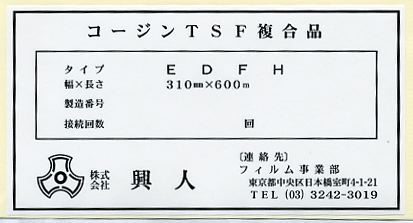 コージンTSF複合品
タイプ EDFH
幅×長さ 310mm×600m
製造番号
接続回数 回
株式会社 興人
〔連絡先〕
フィルム事業部
東京都中央区日本橋室町4-1-21
TEL (03) 3242-3019